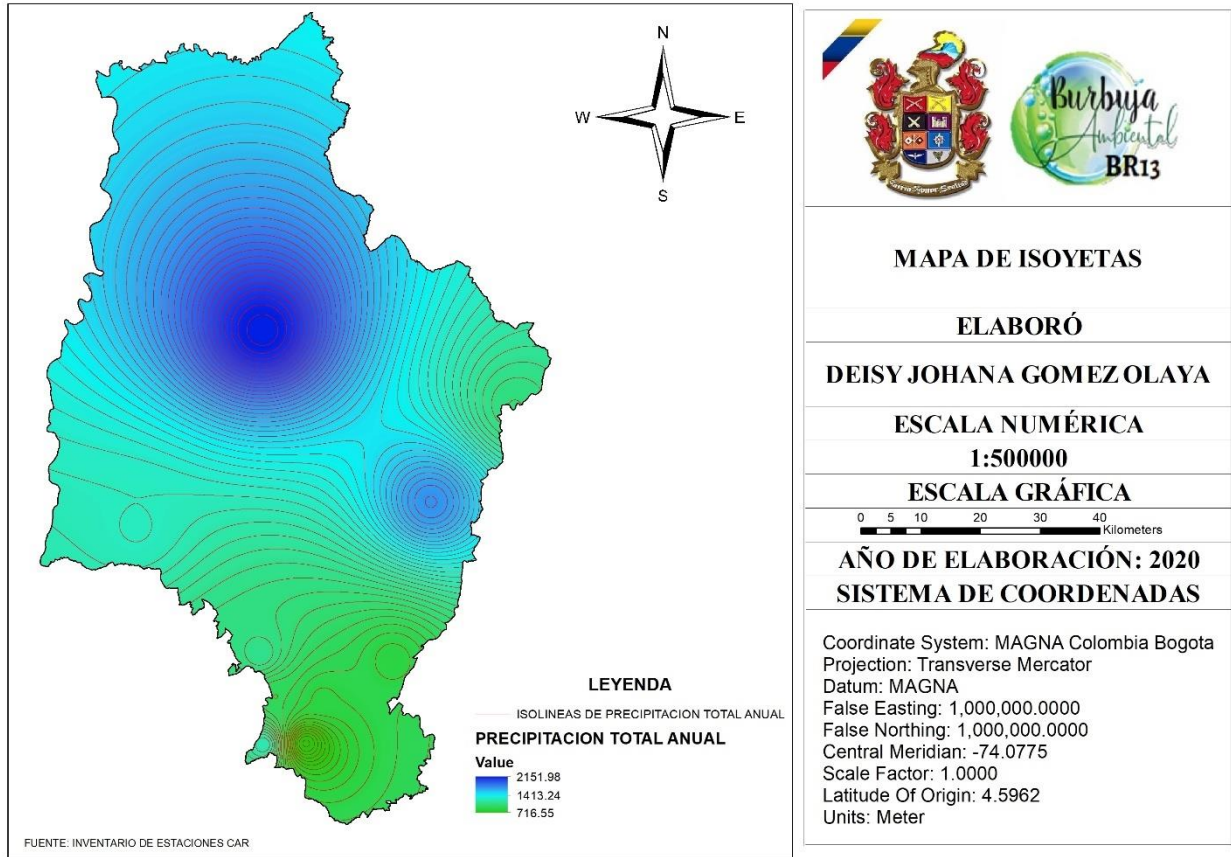 N
W
E
S
LEYENDA
ISOLINEAS DE PRECIPITACION TOTAL ANUAL
PRECIPITACION TOTAL ANUAL
Value
2151.98
1413.24
716.55
FUENTE: INVENTARIO DE ESTACIONES CAR
Burbuja
Ambiental
BR13
MAPA DE ISOYETAS
ELABORÓ
DEISY JOHANA GOMEZ OLAYA
ESCALA NUMÉRICA
1:500000
ESCALA GRÁFICA
0 5 10 20 30 40
Kilometers
AÑO DE ELABORACIÓN: 2020
SISTEMA DE COORDENADAS
Coordinate System: MAGNA Colombia Bogota
Projection: Transverse Mercator
Datum: MAGNA
False Easting: 1,000,000.0000
False Northing: 1,000,000.0000
Central Meridian: -74.0775
Scale Factor: 1.0000
Latitude Of Origin: 4.5962
Units: Meter